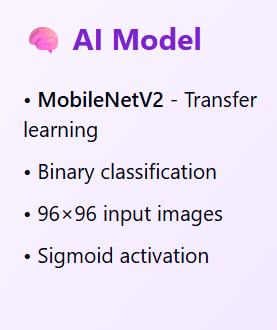 🧠 AI Model
• MobileNetV2 - Transfer
learning
• Binary classification
• 96×96 input images
• Sigmoid activation